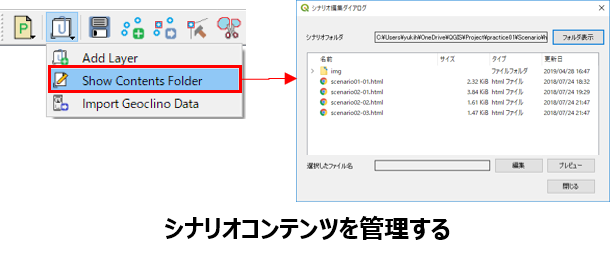 P
U
Add Layer
Show Contents Folder
Import Geoclino Data
シナリオ編集ダイアログ
シナリオフォルダ C:¥Users¥yukih¥OneDrive¥QGIS¥Project¥practice01¥Scenario¥h フォルダ表示
名前 サイズ タイプ 更新日
img ファイルフォルダ 2019/04/28 16:47
scenario01-01.html 2.32 KiB html ファイル 2018/07/24 18:32
scenario02-01.html 3.84 KiB html ファイル 2018/07/24 19:29
scenario02-02.html 1.61 KiB html ファイル 2018/07/24 21:47
scenario02-03.html 1.47 KiB html ファイル 2018/07/24 21:47
選択したファイル名 編集 プレビュー
閉じる
シナリオコンテンツを管理する